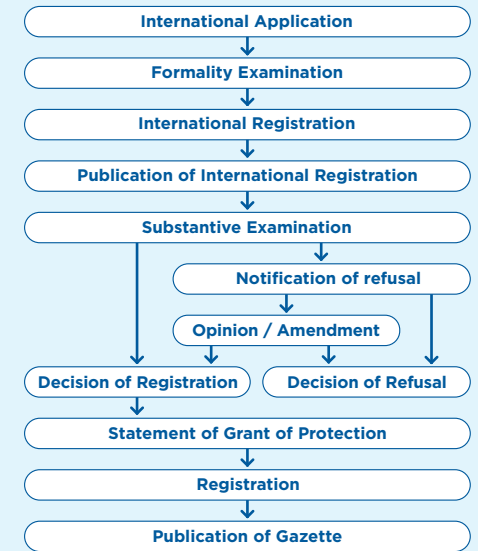 International Application
Formality Examination
International Registration
Publication of International Registration
Substantive Examination
Notification of refusal
Opinion / Amendment
Decision of Registration
Decision of Refusal
Statement of Grant of Protection
Registration
Publication of Gazette